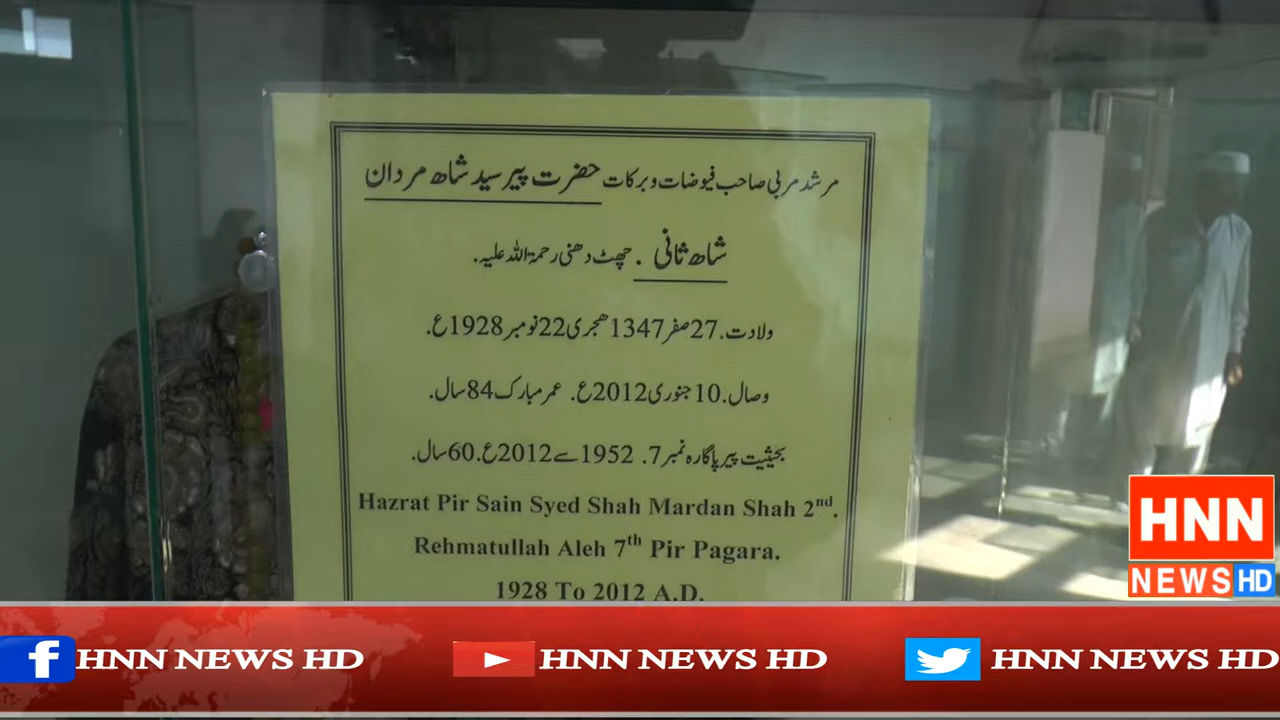 مرشد مربی صاحب فیوضات و برکات حضرت پیر سید شاھ مردان
شاھ ثانی . چھٹ دھنی رحمۃ اللہ علیہ.
ولادت. 27 صفر 1347 ھجری 22 نومبر 1928ع.
وصال. 10 جنوری 2012ع. عمر مبارک 84 سال.
بحیثیت پیر پاگارہ نمبر 7. 1952 سے 2012ع. 60 سال.
Hazrat Pir Sain Syed Shah Mardan Shah 2nd.
Rehmatullah Aleh 7th Pir Pagara.
1928 To 2012 A.D.
HNN
NEWS HD
HNN NEWS HD
HNN NEWS HD
HNN NEWS HD